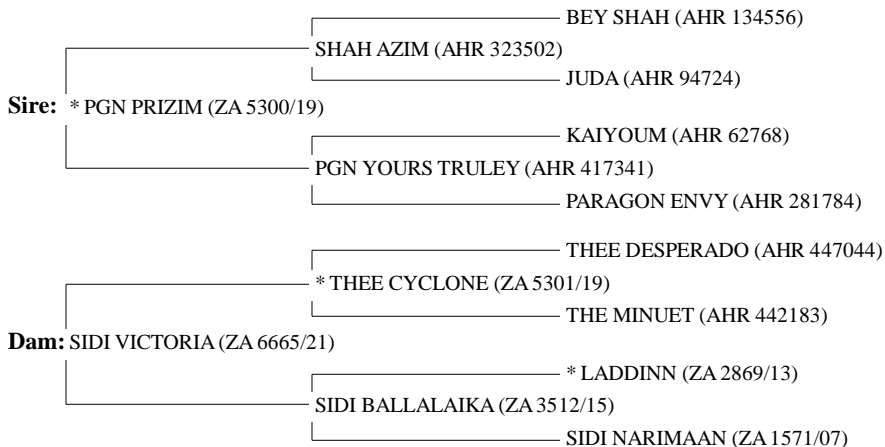 BEY SHAH (AHR 134556)
SHAH AZIM (AHR 323502)
JUDA (AHR 94724)
Sire: * PGN PRIZIM (ZA 5300/19)
KAIYOUM (AHR 62768)
PGN YOURS TRULEY (AHR 417341)
PARAGON ENVY (AHR 281784)
THEE DESPERADO (AHR 447044)
* THEE CYCLONE (ZA 5301/19)
THE MINUET (AHR 442183)
Dam: SIDI VICTORIA (ZA 6665/21)
* LADDINN (ZA 2869/13)
SIDI BALLALAIKA (ZA 3512/15)
SIDI NARIMAAN (ZA 1571/07)